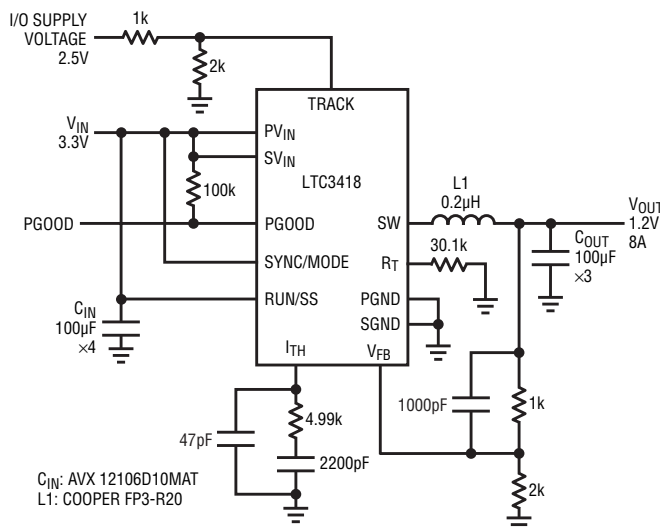 I/O SUPPLY
VOLTAGE
2.5V
1k
2k
TRACK
VIN
3.3V
PVIN
SVIN
LTC3418
100k
PGOOD
PGOOD
SW
L1
0.2µH
VOUT
1.2V
8A
COUT
100µF
×3
SYNC/MODE
RT
30.1k
RUN/SS
PGND
SGND
CIN
100µF
×4
ITH
VFB
47pF
4.99k
2200pF
1000pF
1k
2k
CIN: AVX 12106D10MAT
L1: COOPER FP3-R20